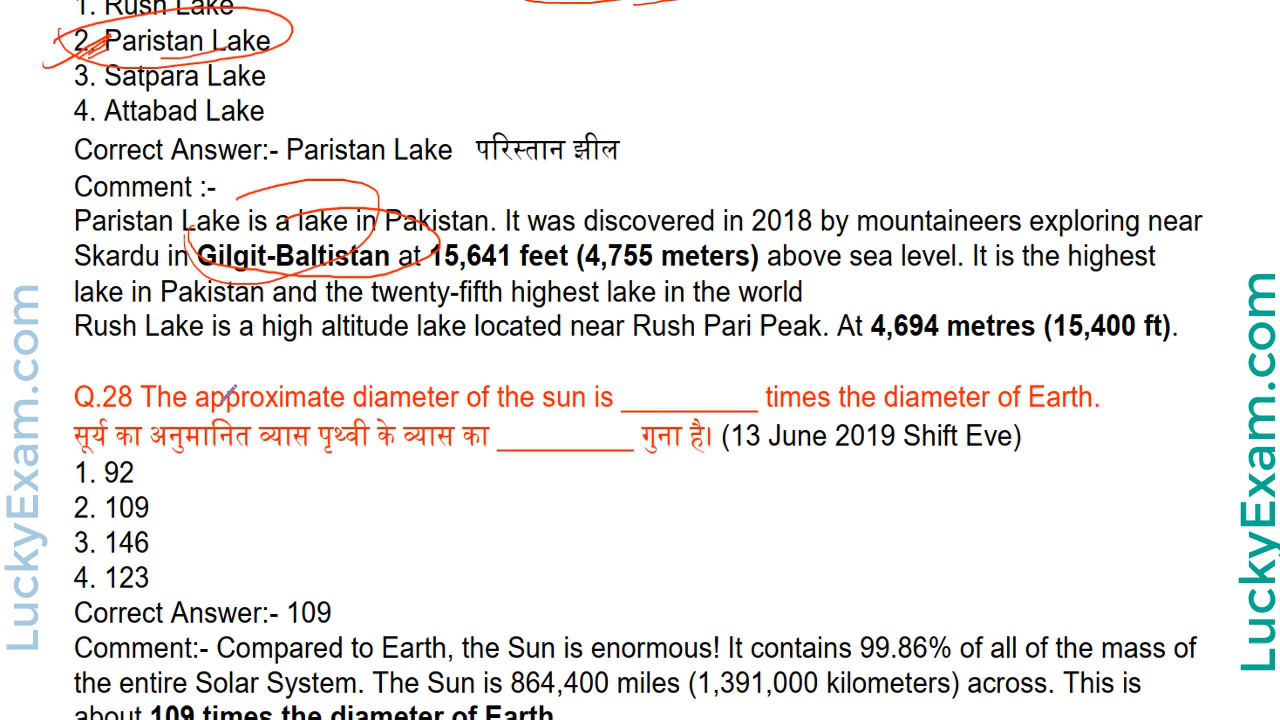 1. Rush Lake
2. Paristan Lake
3. Satpara Lake
4. Attabad Lake
Correct Answer:- Paristan Lake परिस्तान झील
Comment :-
Paristan Lake is a lake in Pakistan. It was discovered in 2018 by mountaineers exploring near
Skardu in Gilgit-Baltistan at 15,641 feet (4,755 meters) above sea level. It is the highest
lake in Pakistan and the twenty-fifth highest lake in the world
Rush Lake is a high altitude lake located near Rush Pari Peak. At 4,694 metres (15,400 ft).
Q.28 The approximate diameter of the sun is _________ times the diameter of Earth.
सूर्य का अनुमानित व्यास पृथ्वी के व्यास का _________ गुना है। (13 June 2019 Shift Eve)
1. 92
2. 109
3. 146
4. 123
Correct Answer:- 109
Comment:- Compared to Earth, the Sun is enormous! It contains 99.86% of all of the mass of
the entire Solar System. The Sun is 864,400 miles (1,391,000 kilometers) across. This is
about 109 times the diameter of Earth
LuckyExam.com
LuckyExam.com